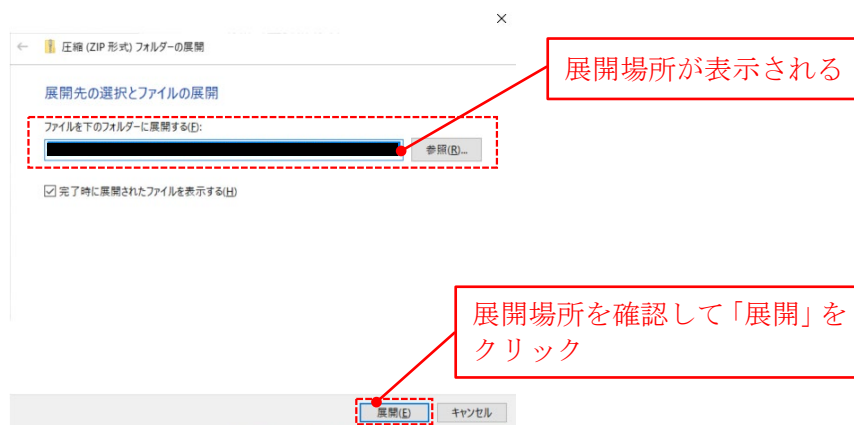 ×
← 圧縮 (ZIP 形式) フォルダーの展開
展開場所が表示される
展開先の選択とファイルの展開
ファイルを下のフォルダーに展開する(F):
参照(R)...
完了時に展開されたファイルを表示する(H)
展開場所を確認して「展開」を
クリック
展開(E)
キャンセル